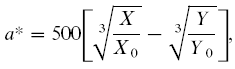 a* = 500[∛(X/X₀) − ∛(Y/Y₀)],